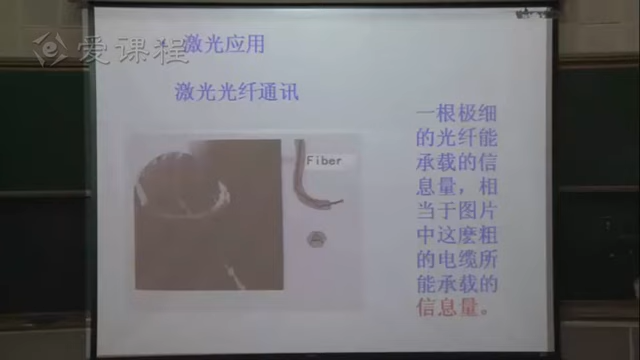 爱课程
激光应用
激光光纤通讯
Fiber
一根极细
的光纤能
承载的信
息量，相
当于图片
中这麽粗
的电缆所
能承载的
信息量。